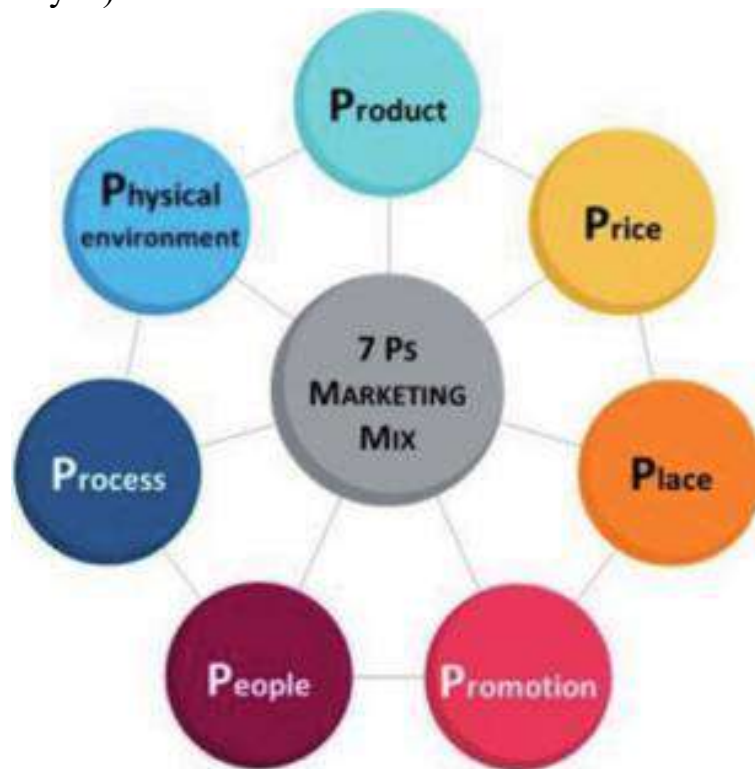 Product
Physical
environment
Price
7 Ps
MARKETING
MIX
Process
Place
People
Promotion